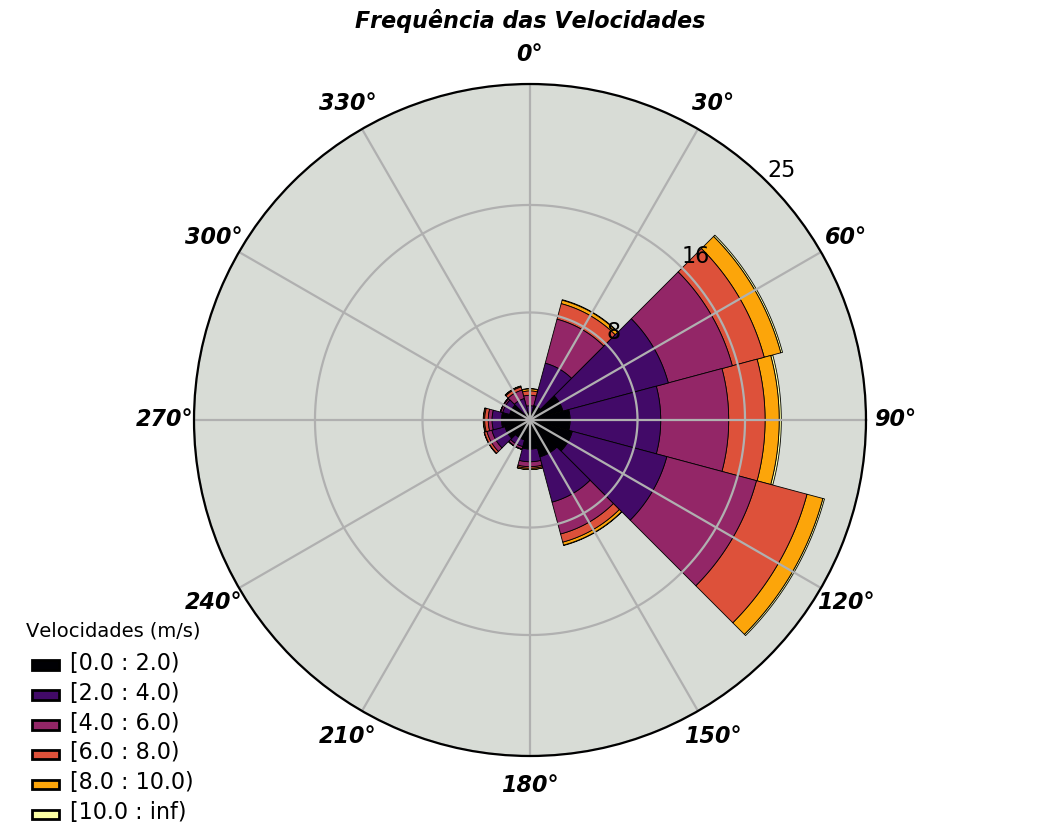 Frequência das Velocidades
0°
330°
30°
25
300°
60°
16
8
270°
90°
240°
120°
210°
150°
180°
Velocidades (m/s)
[0.0 : 2.0)
[2.0 : 4.0)
[4.0 : 6.0)
[6.0 : 8.0)
[8.0 : 10.0)
[10.0 : inf)